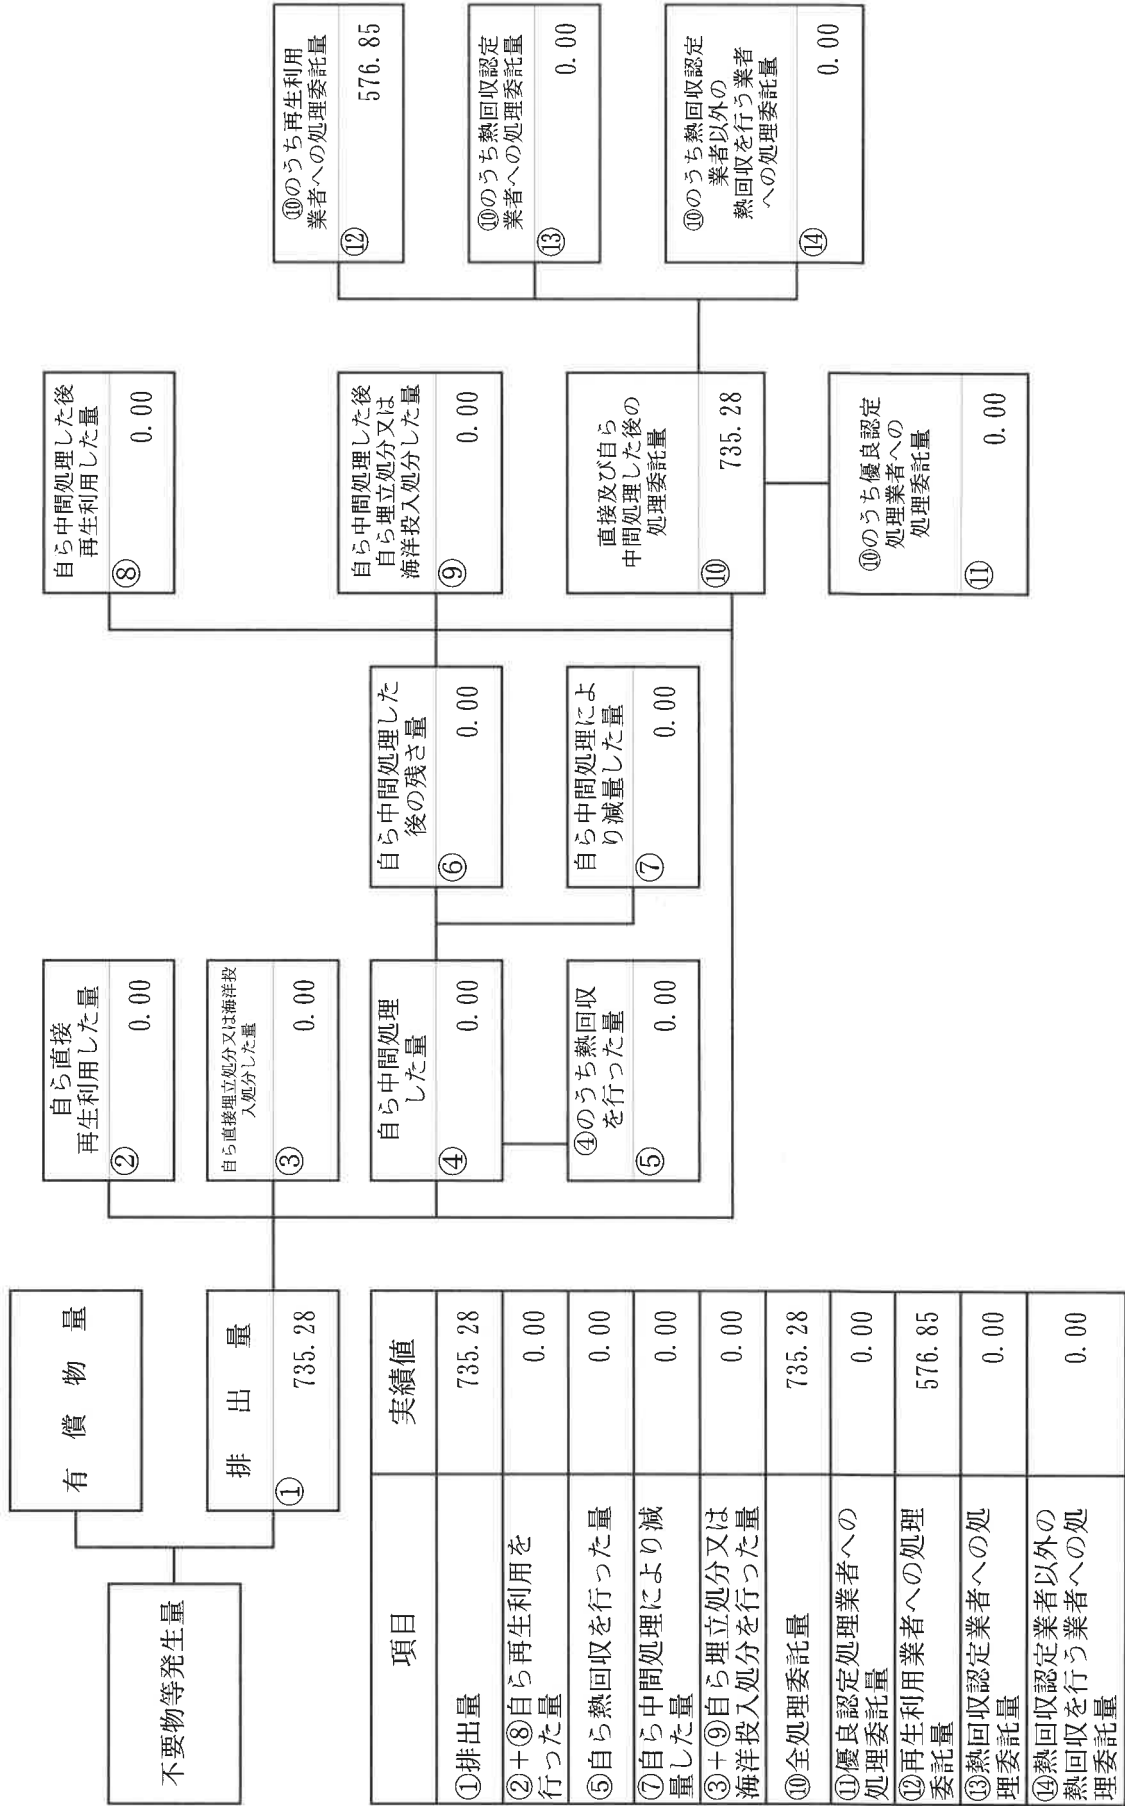 不要物等発生量
有償物量
排出量
①
735.28
自ら直接
再生利用した量
②
0.00
自ら直接埋立処分又は海洋投
入処分した量
③
0.00
自ら中間処理
した量
④
0.00
④のうち熱回収
を行った量
⑤
0.00
自ら中間処理した
後の残さ量
⑥
0.00
自ら中間処理によ
り減量した量
⑦
0.00
自ら中間処理した後
再生利用した量
⑧
0.00
自ら中間処理した後
自ら埋立処分又は
海洋投入処分した量
⑨
0.00
直接及び自ら
中間処理した後の
処理委託量
⑩
735.28
⑩のうち優良認定
処理業者への
処理委託量
⑪
0.00
⑩のうち再生利用
業者への処理委託量
⑫
576.85
⑩のうち熱回収認定
業者への処理委託量
⑬
0.00
⑩のうち熱回収認定
業者以外の
熱回収を行う業者
への処理委託量
⑭
0.00
項目 実績値
①排出量 735.28
②+⑧自ら再生利用を
行った量 0.00
⑤自ら熱回収を行った量 0.00
⑦自ら中間処理により減
量した量 0.00
③+⑨自ら埋立処分又は
海洋投入処分を行った量 0.00
⑩全処理委託量 735.28
⑪優良認定処理業者への
処理委託量 0.00
⑫再生利用業者への処理
委託量 576.85
⑬熱回収認定業者への処
理委託量 0.00
⑭熱回収認定業者以外の
熱回収を行う業者への処
理委託量 0.00